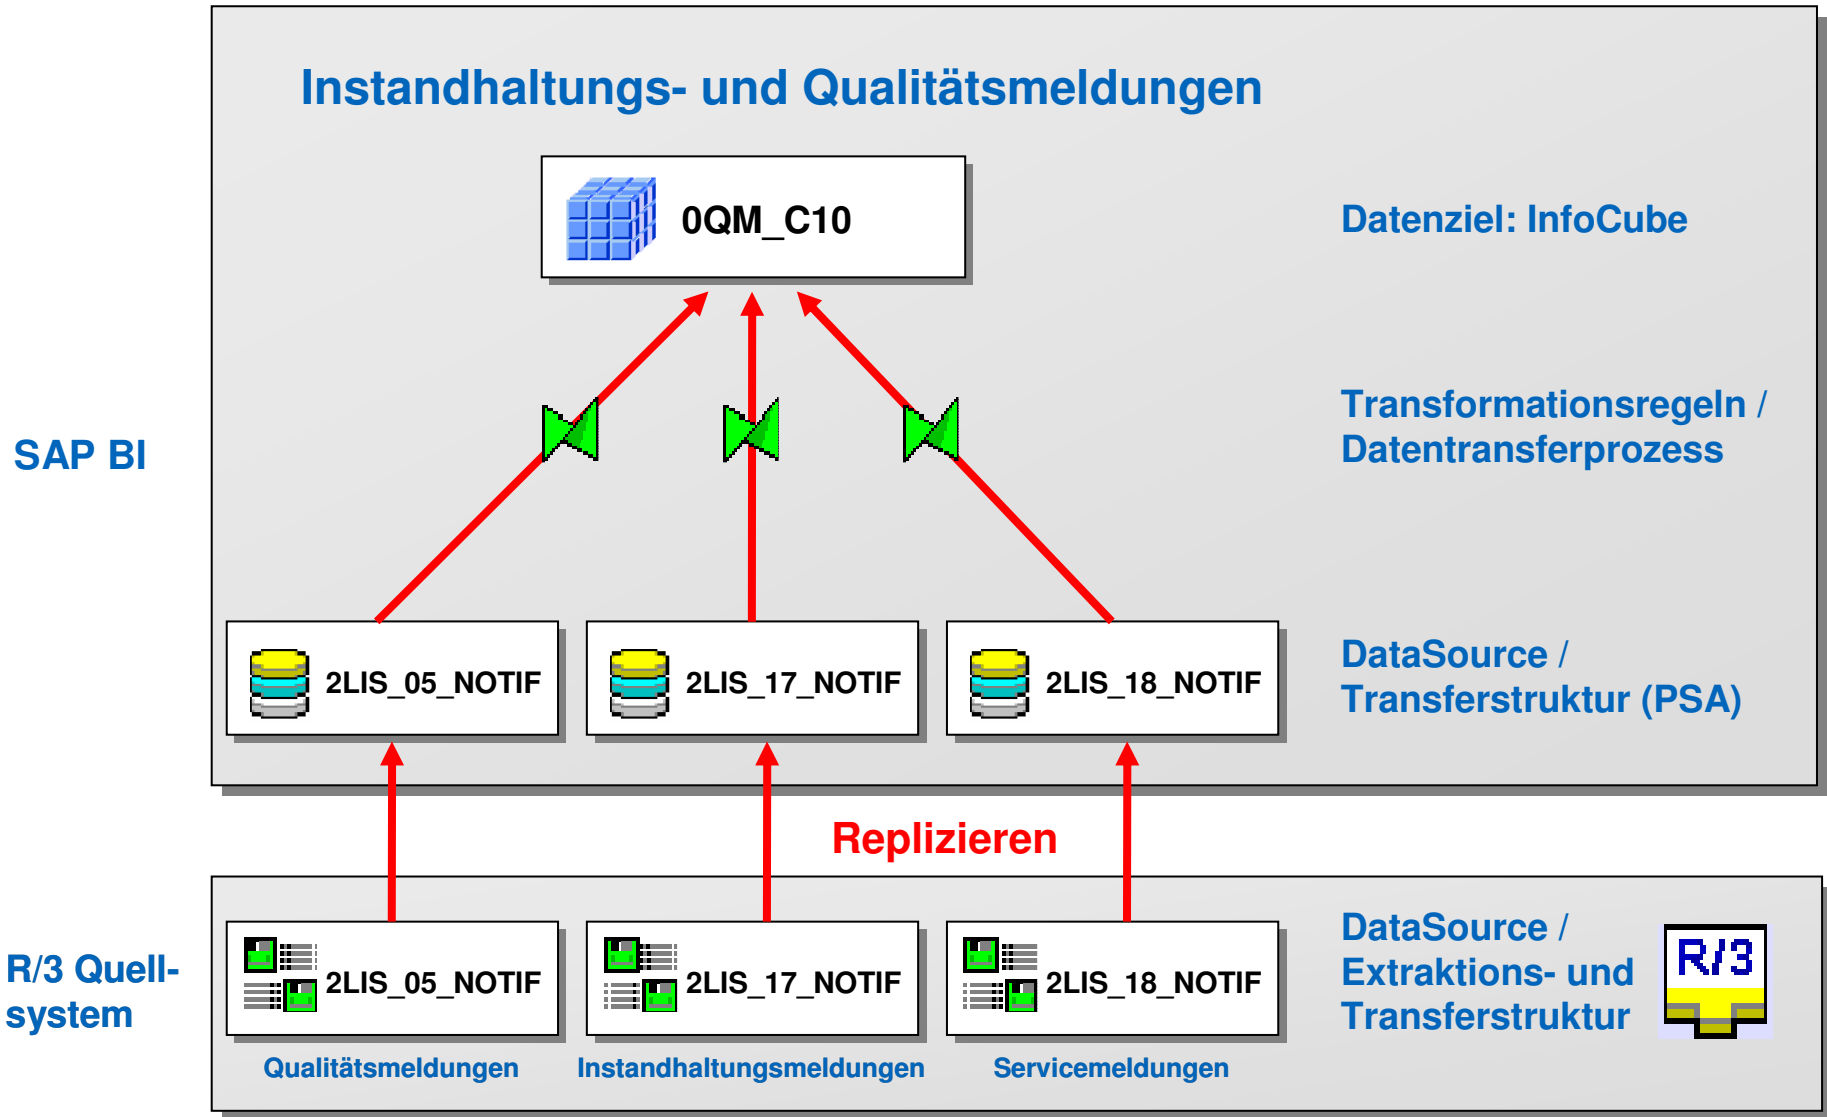 Instandhaltungs- und Qualitätsmeldungen
0QM_C10
Datenziel: InfoCube
Transformationsregeln /
Datentransferprozess
SAP BI
2LIS_05_NOTIF
2LIS_17_NOTIF
2LIS_18_NOTIF
DataSource /
Transferstruktur (PSA)
Replizieren
R/3 Quell-
system
2LIS_05_NOTIF
2LIS_17_NOTIF
2LIS_18_NOTIF
DataSource /
Extraktions- und
Transferstruktur
R/3
Qualitätsmeldungen
Instandhaltungsmeldungen
Servicemeldungen